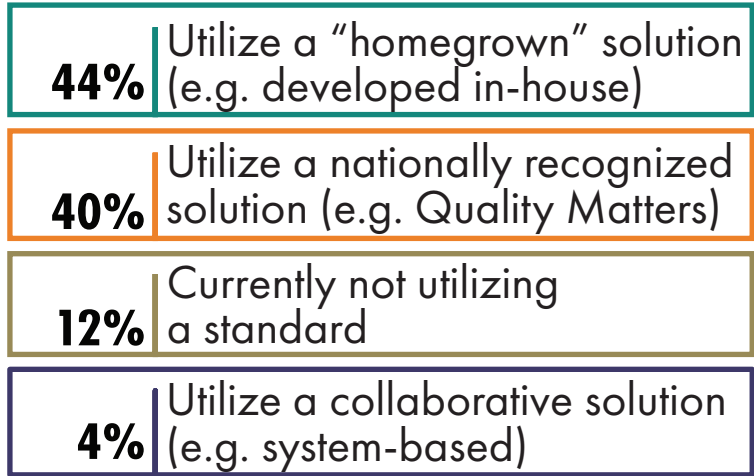 Utilize a “homegrown” solution
44% (e.g. developed in-house)
Utilize a nationally recognized
40% solution (e.g. Quality Matters)
Currently not utilizing
12% a standard
Utilize a collaborative solution
4% (e.g. system-based)